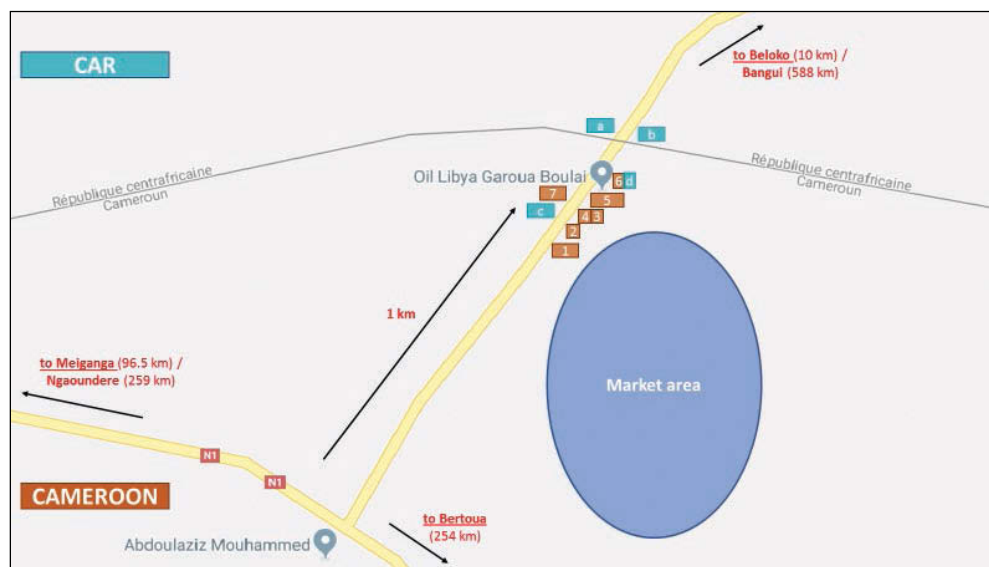 CAR
to Beloko (10 km) /
Bangui (588 km)
a
b
République centrafricaine
Cameroun
République centrafricaine
Cameroun
Oil Libya Garoua Boulai
6
d
7
5
c
4
3
2
1
1 km
to Meiganga (96.5 km) /
Ngaoundere (259 km)
Market area
N1
N1
CAMEROON
to Bertoua
(254 km)
Abdoulaziz Mouhammed